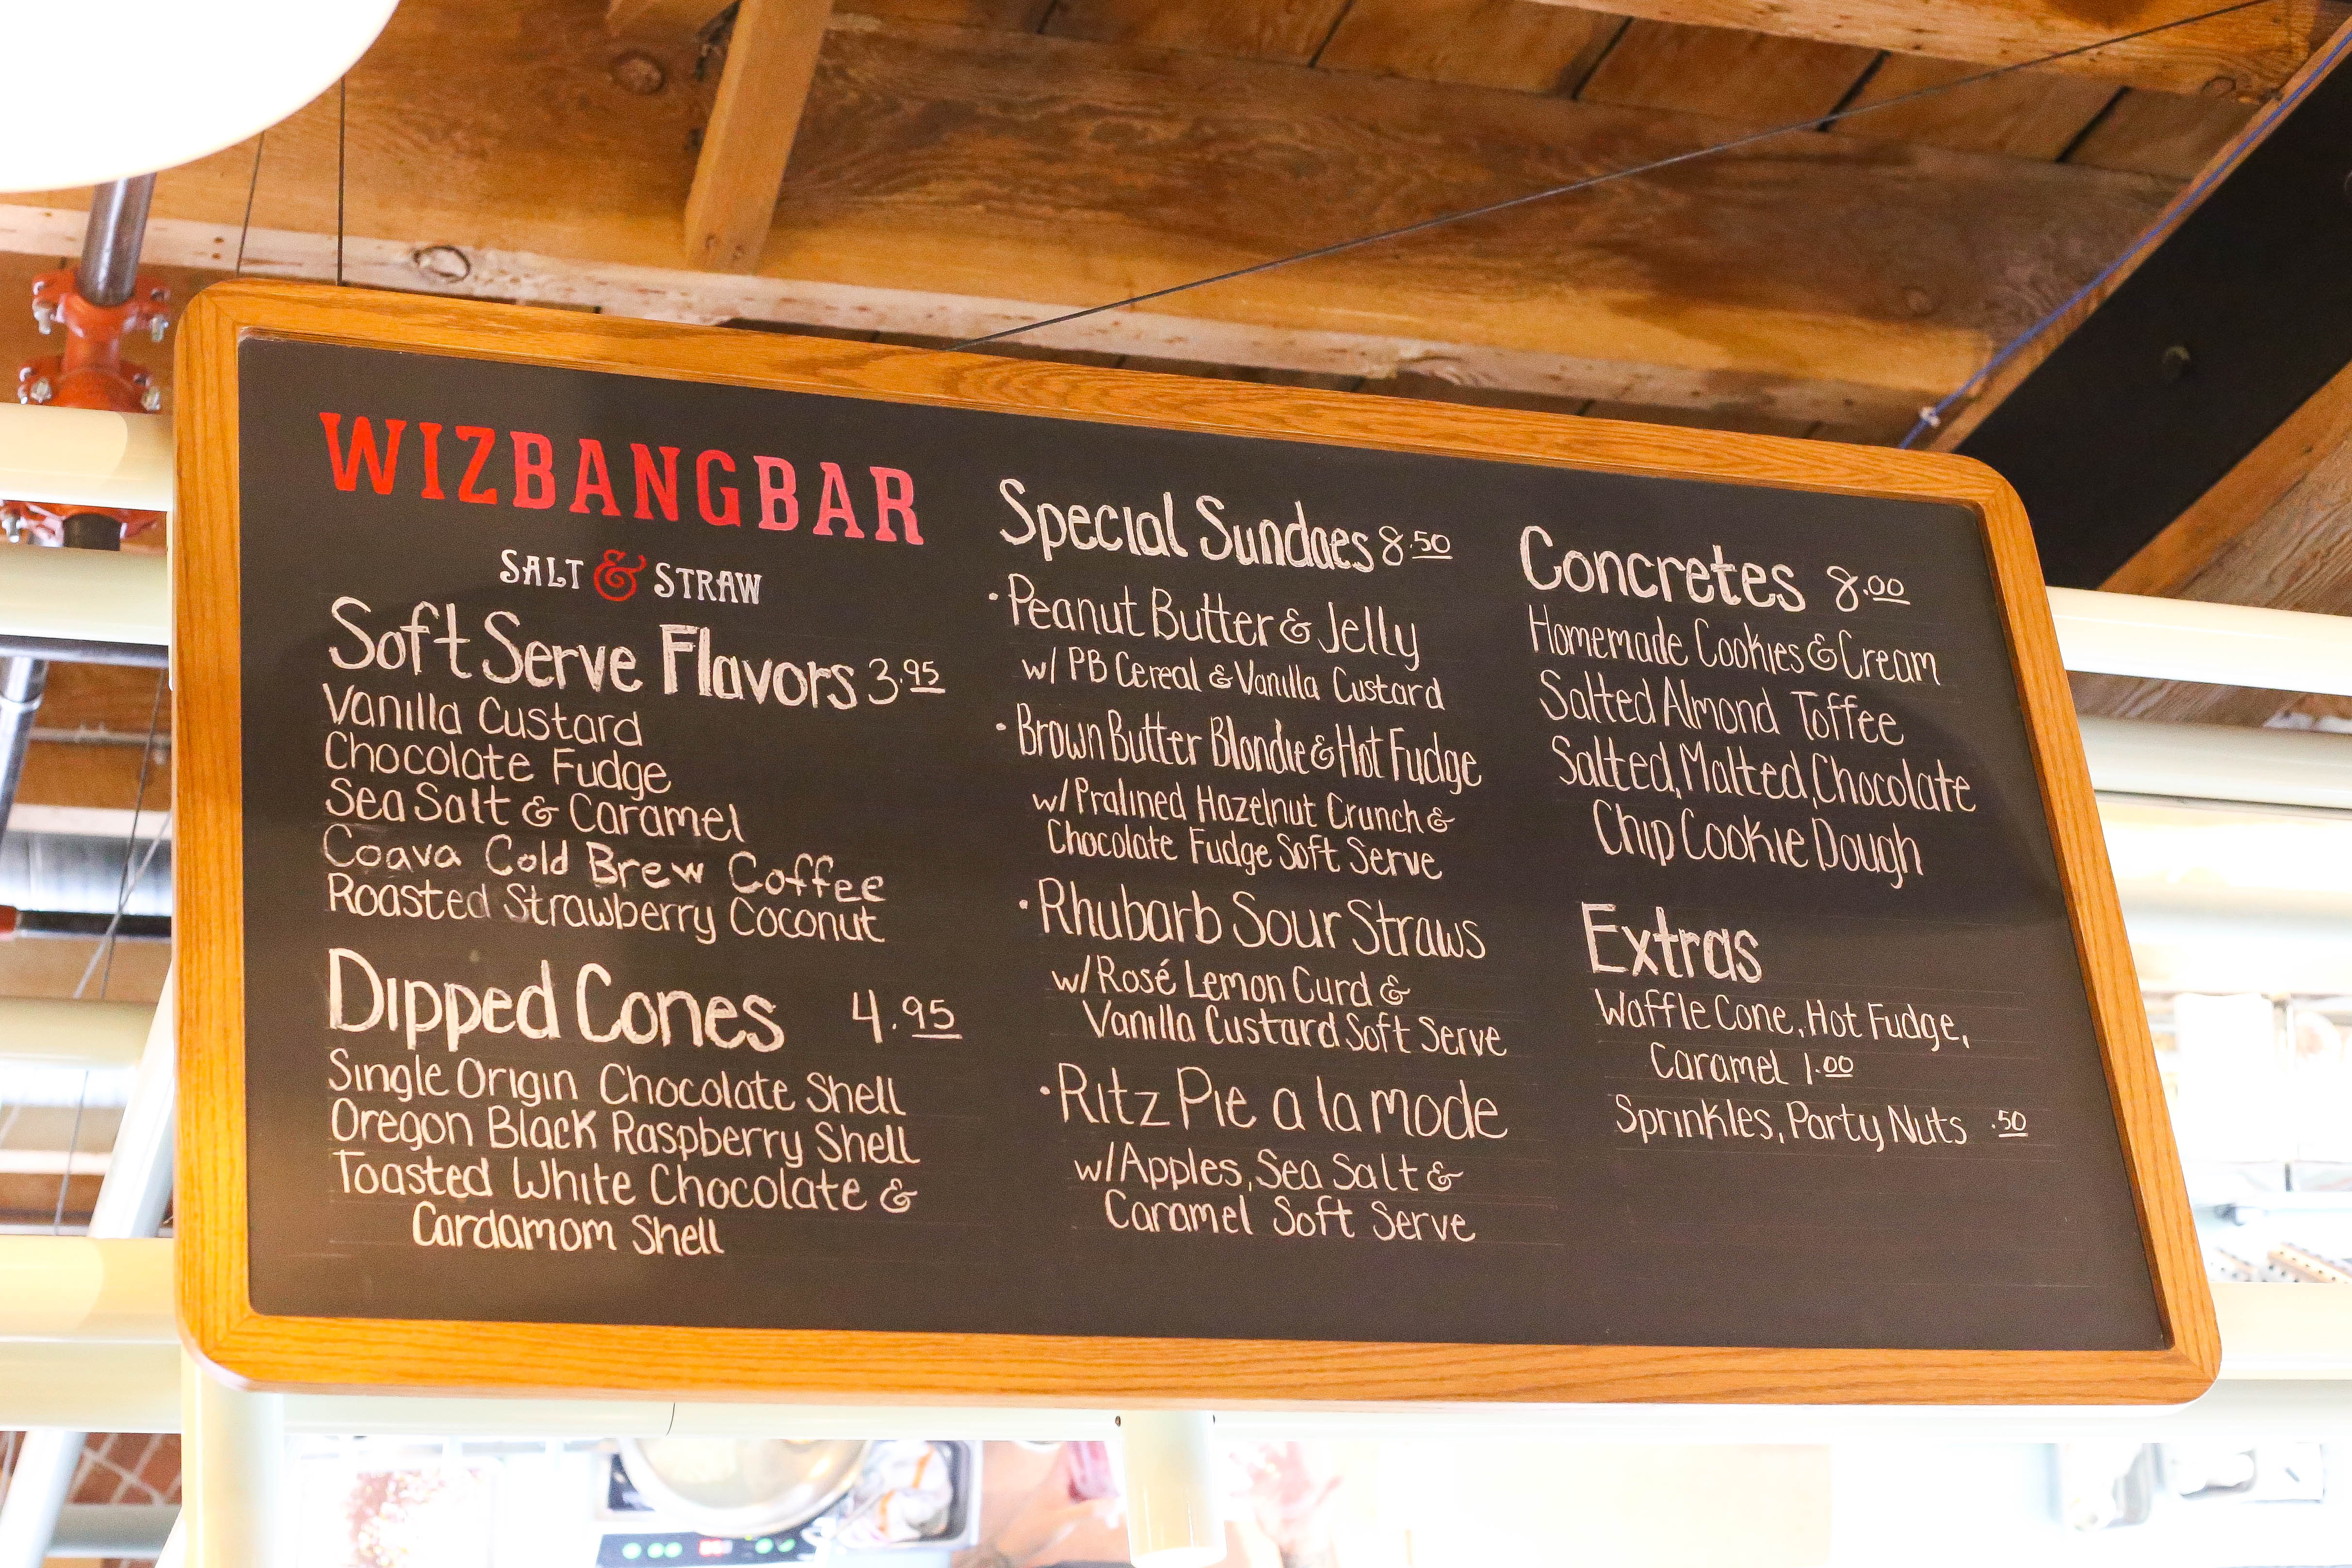 WIZBANGBAR
SALT & STRAW
Soft Serve Flavors 3.95
Vanilla Custard
Chocolate Fudge
Sea Salt & Caramel
Coava Cold Brew Coffee
Roasted Strawberry Coconut
Dipped Cones 4.95
Single Origin Chocolate Shell
Oregon Black Raspberry Shell
Toasted White Chocolate &
Cardamom Shell
Special Sundaes 8.50
· Peanut Butter & Jelly
w/ PB Cereal & Vanilla Custard
· Brown Butter Blondie & Hot Fudge
w/ Pralined Hazelnut Crunch &
Chocolate Fudge Soft Serve
· Rhubarb Sour Straws
w/ Rosé Lemon Curd &
Vanilla Custard Soft Serve
· Ritz Pie a la mode
w/ Apples, Sea Salt &
Caramel Soft Serve
Concretes 8.00
Homemade Cookies & Cream
Salted Almond Toffee
Salted, Malted, Chocolate
Chip Cookie Dough
Extras
Waffle Cone, Hot Fudge,
Caramel 1.00
Sprinkles, Party Nuts .50